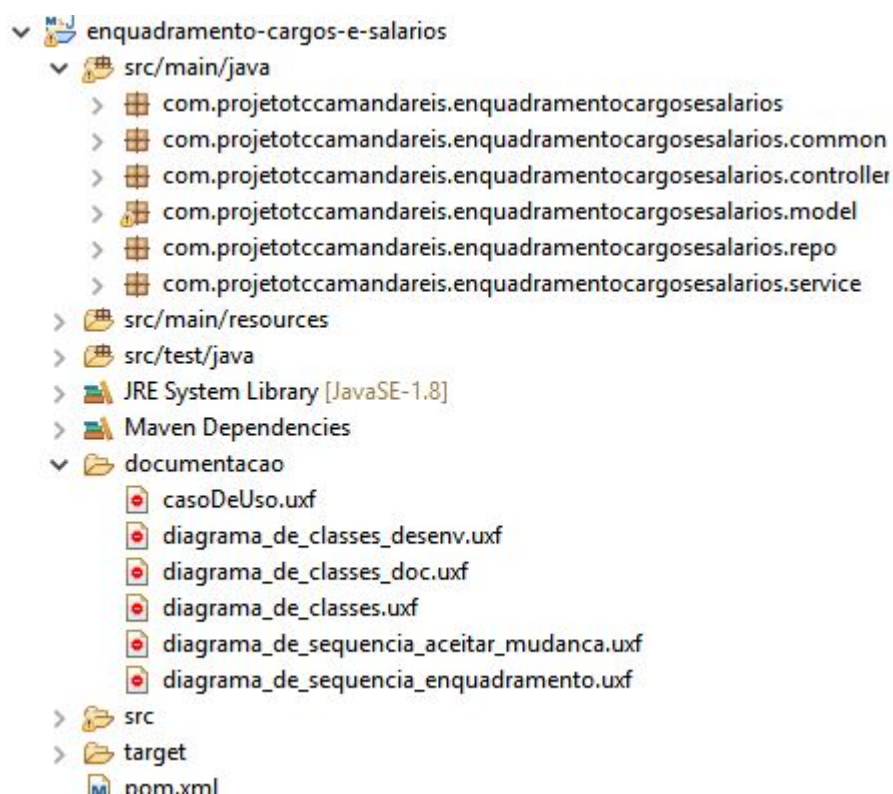 enquadramento-cargos-e-salarios
src/main/java
com.projetotccamandareis.enquadramentocargosesalarios
com.projetotccamandareis.enquadramentocargosesalarios.common
com.projetotccamandareis.enquadramentocargosesalarios.controller
com.projetotccamandareis.enquadramentocargosesalarios.model
com.projetotccamandareis.enquadramentocargosesalarios.repo
com.projetotccamandareis.enquadramentocargosesalarios.service
src/main/resources
src/test/java
JRE System Library [JavaSE-1.8]
Maven Dependencies
documentacao
casoDeUso.uxf
diagrama_de_classes_desenv.uxf
diagrama_de_classes_doc.uxf
diagrama_de_classes.uxf
diagrama_de_sequencia_aceitar_mudanca.uxf
diagrama_de_sequencia_enquadramento.uxf
src
target
pom.xml